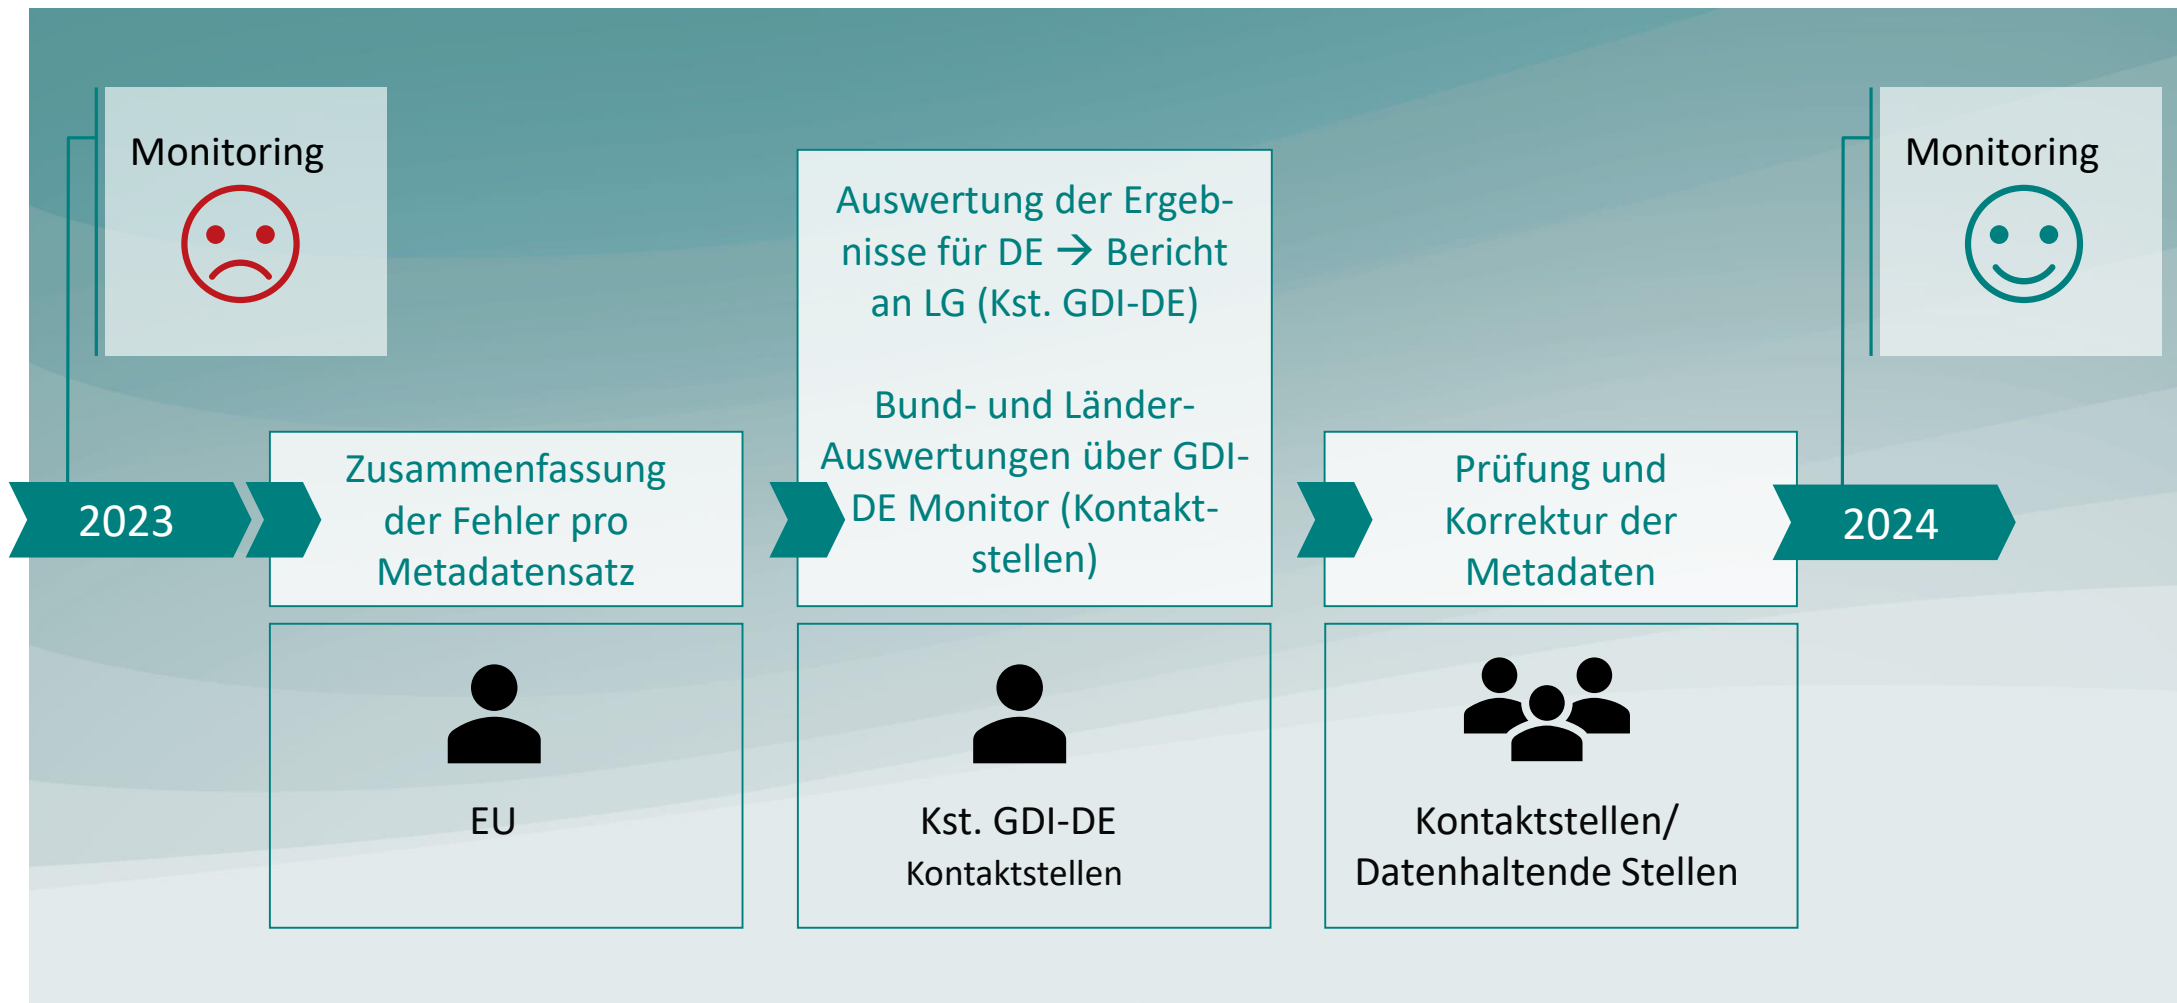 Monitoring
2023
Zusammenfassung
der Fehler pro
Metadatensatz
EU
Auswertung der Ergeb-
nisse für DE → Bericht
an LG (Kst. GDI-DE)
Bund- und Länder-
Auswertungen über GDI-
DE Monitor (Kontakt-
stellen)
Kst. GDI-DE
Kontaktstellen
Prüfung und
Korrektur der
Metadaten
Kontaktstellen/
Datenhaltende Stellen
Monitoring
2024